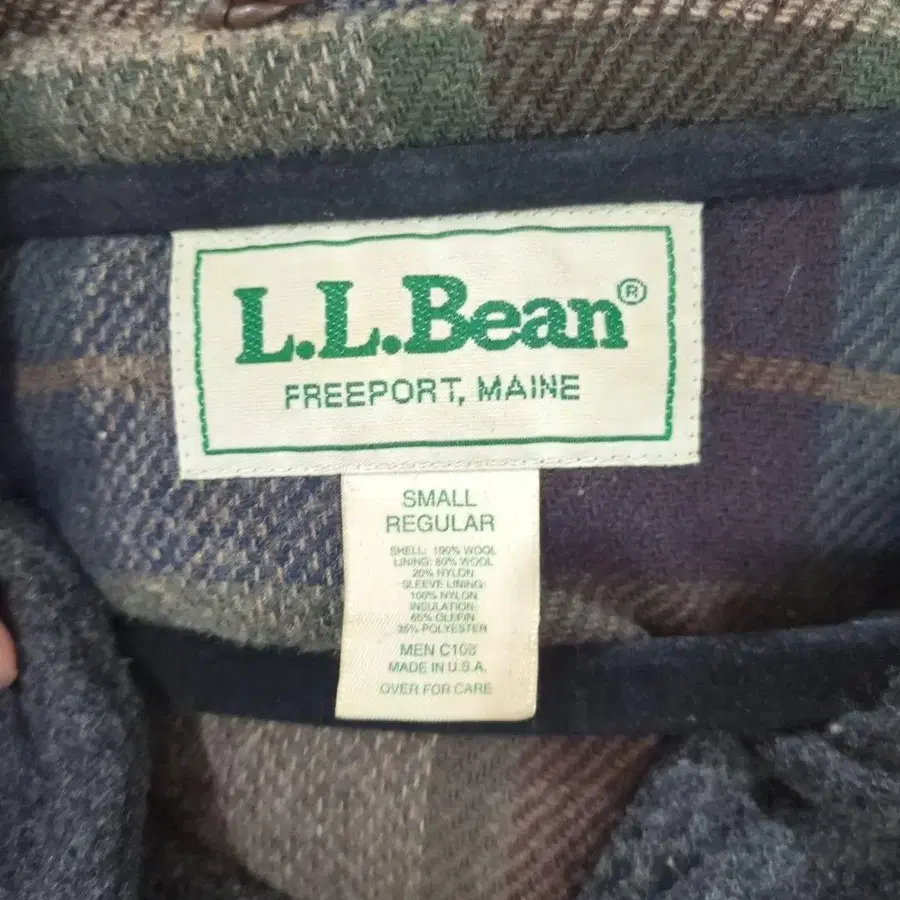 L.L.Bean®
FREEPORT, MAINE
SMALL
REGULAR
SHELL: 100% WOOL
LINING: 80% WOOL
20% NYLON
SLEEVE LINING:
100% NYLON
INSULATION:
65% OLEFIN
35% POLYESTER
MEN C108
MADE IN U.S.A.
OVER FOR CARE